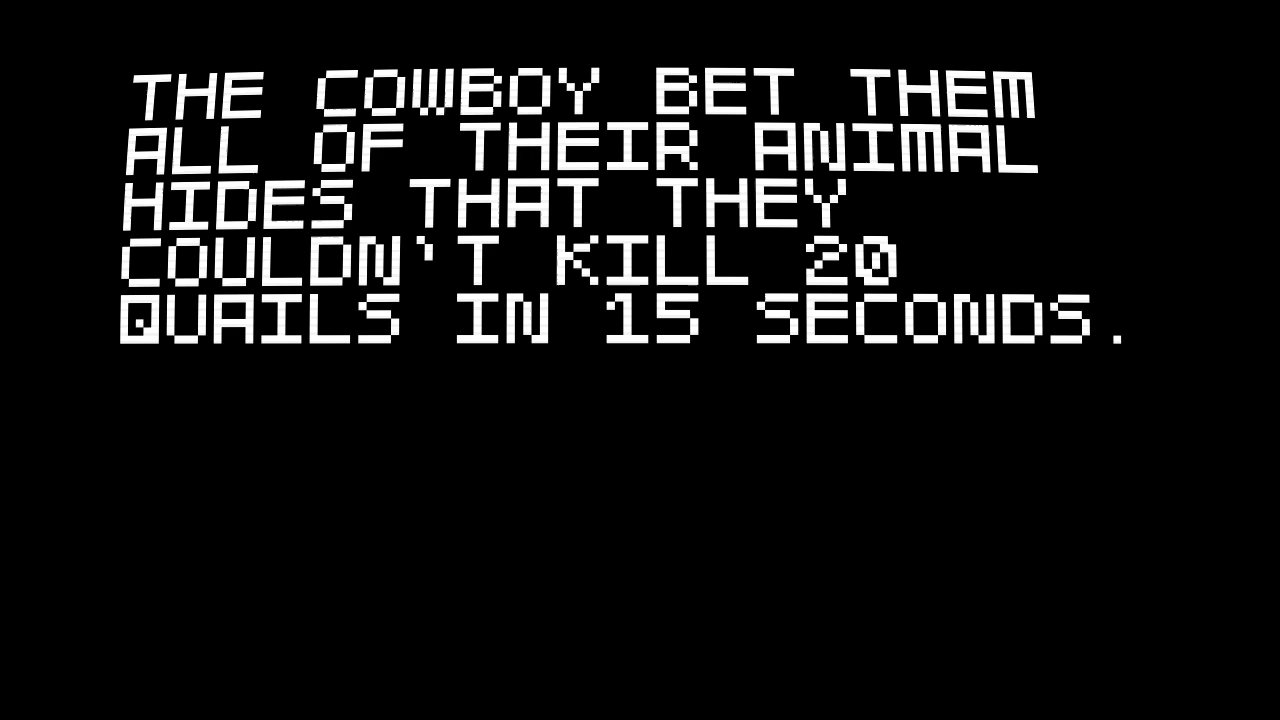 THE COWBOY BET THEM
ALL OF THEIR ANIMAL
HIDES THAT THEY
COULDN'T KILL 20
QUAILS IN 15 SECONDS.